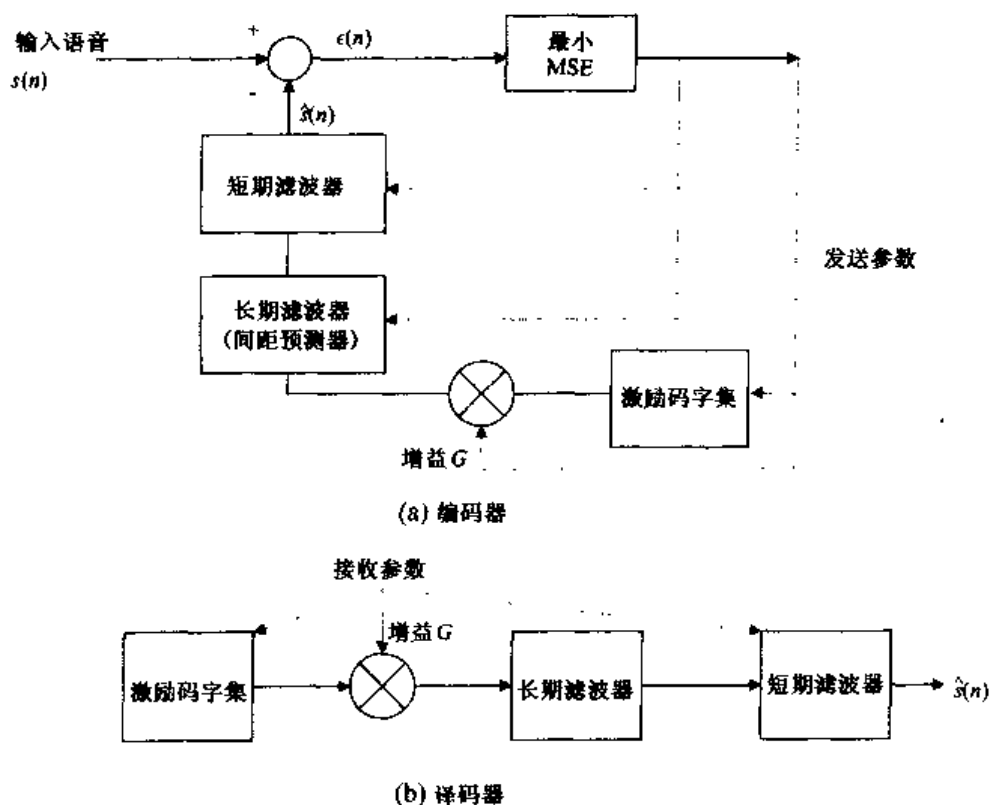 输入语音
s(n)
+
ϵ(n)
最小
MSE
-
ŝ(n)
短期滤波器
发送参数
长期滤波器
(间距预测器)
激励码字集
增益 G
(a) 编码器
接收参数
增益 G
激励码字集
长期滤波器
短期滤波器
ŝ(n)
(b) 译码器